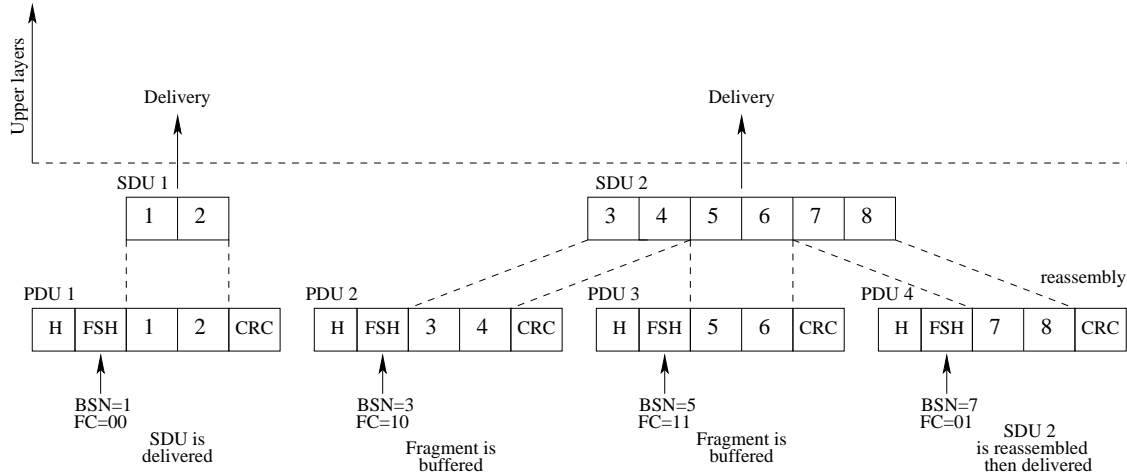 Upper layers
Delivery
Delivery
SDU 1
SDU 2
1 2
3 4 5 6 7 8
reassembly
PDU 1
PDU 2
PDU 3
PDU 4
H FSH 1 2 CRC
H FSH 3 4 CRC
H FSH 5 6 CRC
H FSH 7 8 CRC
BSN=1
FC=00
SDU is
delivered
BSN=3
FC=10
Fragment is
buffered
BSN=5
FC=11
Fragment is
buffered
BSN=7
FC=01
SDU 2
is reassembled
then delivered